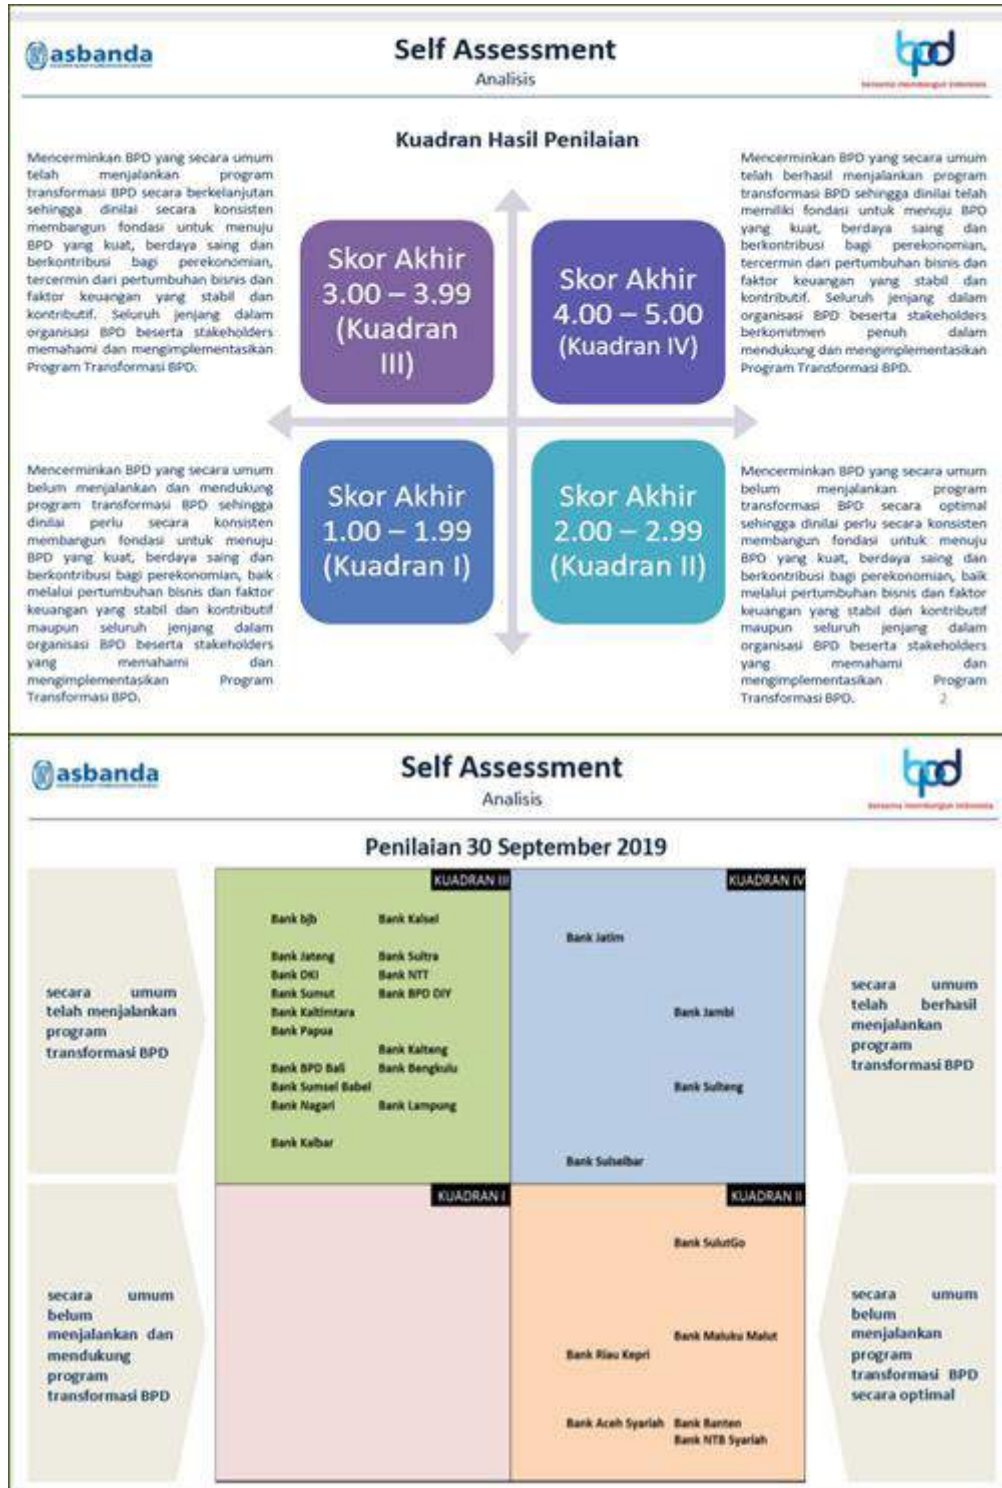 asbanda
Self Assessment
Analisis
bpd
Kuadran Hasil Penilaian
Mencerminkan BPD yang secara umum
telah menjalankan program
transformasi BPD secara berkelanjutan
sehingga dinilai secara konsisten
membangun fondasi untuk menuju
BPD yang kuat, berdaya saing dan
berkontribusi bagi perekonomian,
tercermin dari pertumbuhan bisnis dan
faktor keuangan yang stabil dan
kontributif. Seluruh jenjang dalam
organisasi BPD beserta stakeholders
memahami dan mengimplementasikan
Program Transformasi BPD.
Skor Akhir
3.00 – 3.99
(Kuadran
III)
Skor Akhir
4.00 – 5.00
(Kuadran IV)
Mencerminkan BPD yang secara umum
telah berhasil menjalankan program
transformasi BPD sehingga dinilai telah
memiliki fondasi untuk menuju BPD
yang kuat, berdaya saing dan
berkontribusi bagi perekonomian,
tercermin dari pertumbuhan bisnis dan
faktor keuangan yang stabil dan
kontributif. Seluruh jenjang dalam
organisasi BPD beserta stakeholders
berkomitmen penuh dalam
mendukung dan mengimplementasikan
Program Transformasi BPD.
Mencerminkan BPD yang secara umum
belum menjalankan dan mendukung
program transformasi BPD sehingga
dinilai perlu secara konsisten
membangun fondasi untuk menuju
BPD yang kuat, berdaya saing dan
berkontribusi bagi perekonomian, baik
melalui pertumbuhan bisnis dan faktor
keuangan yang stabil dan kontributif
maupun seluruh jenjang dalam
organisasi BPD beserta stakeholders
yang memahami dan
mengimplementasikan Program
Transformasi BPD.
Skor Akhir
1.00 – 1.99
(Kuadran I)
Skor Akhir
2.00 – 2.99
(Kuadran II)
Mencerminkan BPD yang secara umum
belum menjalankan program
transformasi BPD secara optimal
sehingga dinilai perlu secara konsisten
membangun fondasi untuk menuju
BPD yang kuat, berdaya saing dan
berkontribusi bagi perekonomian, baik
melalui pertumbuhan bisnis dan faktor
keuangan yang stabil dan kontributif
maupun seluruh jenjang dalam
organisasi BPD beserta stakeholders
yang memahami dan
mengimplementasikan Program
Transformasi BPD.
2
asbanda
Self Assessment
Analisis
bpd
Penilaian 30 September 2019
secara umum
telah menjalankan
program
transformasi BPD
KUADRAN III
Bank bjb Bank Kalsel
Bank Jateng Bank Sultra
Bank DKI Bank NTT
Bank Sumut Bank BPD DIY
Bank Kaltimtara
Bank Papua
Bank Kalteng
Bank BPD Bali Bank Bengkulu
Bank Sumsel Babel
Bank Nagari Bank Lampung
Bank Kalbar
KUADRAN IV
Bank Jatim
Bank Jambi
Bank Sulteng
Bank Sulselbar
secara umum
telah berhasil
menjalankan
program
transformasi BPD
secara umum
belum
menjalankan dan
mendukung
program
transformasi BPD
KUADRAN I
KUADRAN II
Bank SulutGo
Bank Maluku Malut
Bank Riau Kepri
Bank Aceh Syariah Bank Banten
Bank NTB Syariah
secara umum
belum
menjalankan
program
transformasi BPD
secara optimal